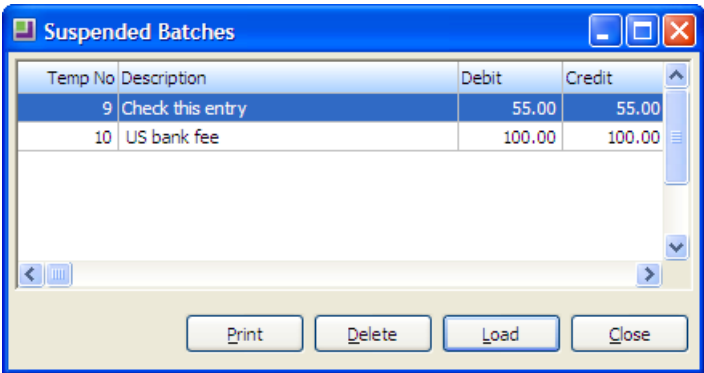 Suspended Batches
Temp No Description Debit Credit
9 Check this entry 55.00 55.00
10 US bank fee 100.00 100.00
Print Delete Load Close